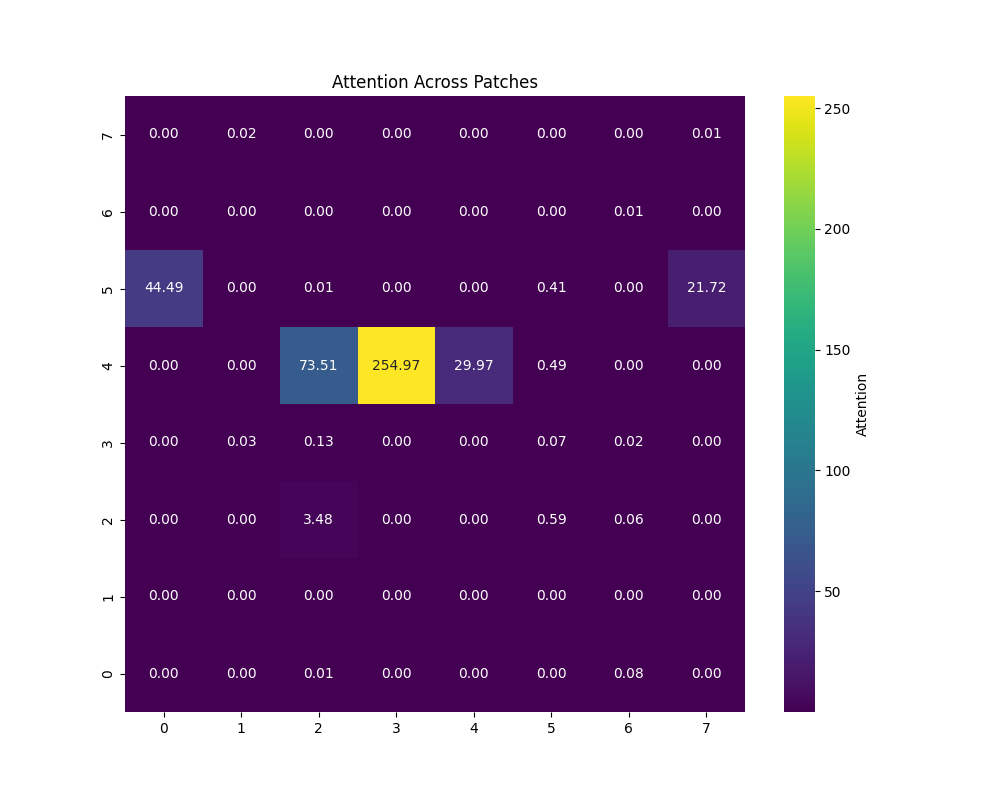 Attention Across Patches
7 0.00 0.02 0.00 0.00 0.00 0.00 0.00 0.01
6 0.00 0.00 0.00 0.00 0.00 0.00 0.01 0.00
5 44.49 0.00 0.01 0.00 0.00 0.41 0.00 21.72
4 0.00 0.00 73.51 254.97 29.97 0.49 0.00 0.00
3 0.00 0.03 0.13 0.00 0.00 0.07 0.02 0.00
2 0.00 0.00 3.48 0.00 0.00 0.59 0.06 0.00
1 0.00 0.00 0.00 0.00 0.00 0.00 0.00 0.00
0 0.00 0.00 0.01 0.00 0.00 0.00 0.08 0.00
0 1 2 3 4 5 6 7
250
200
150
100
50
Attention